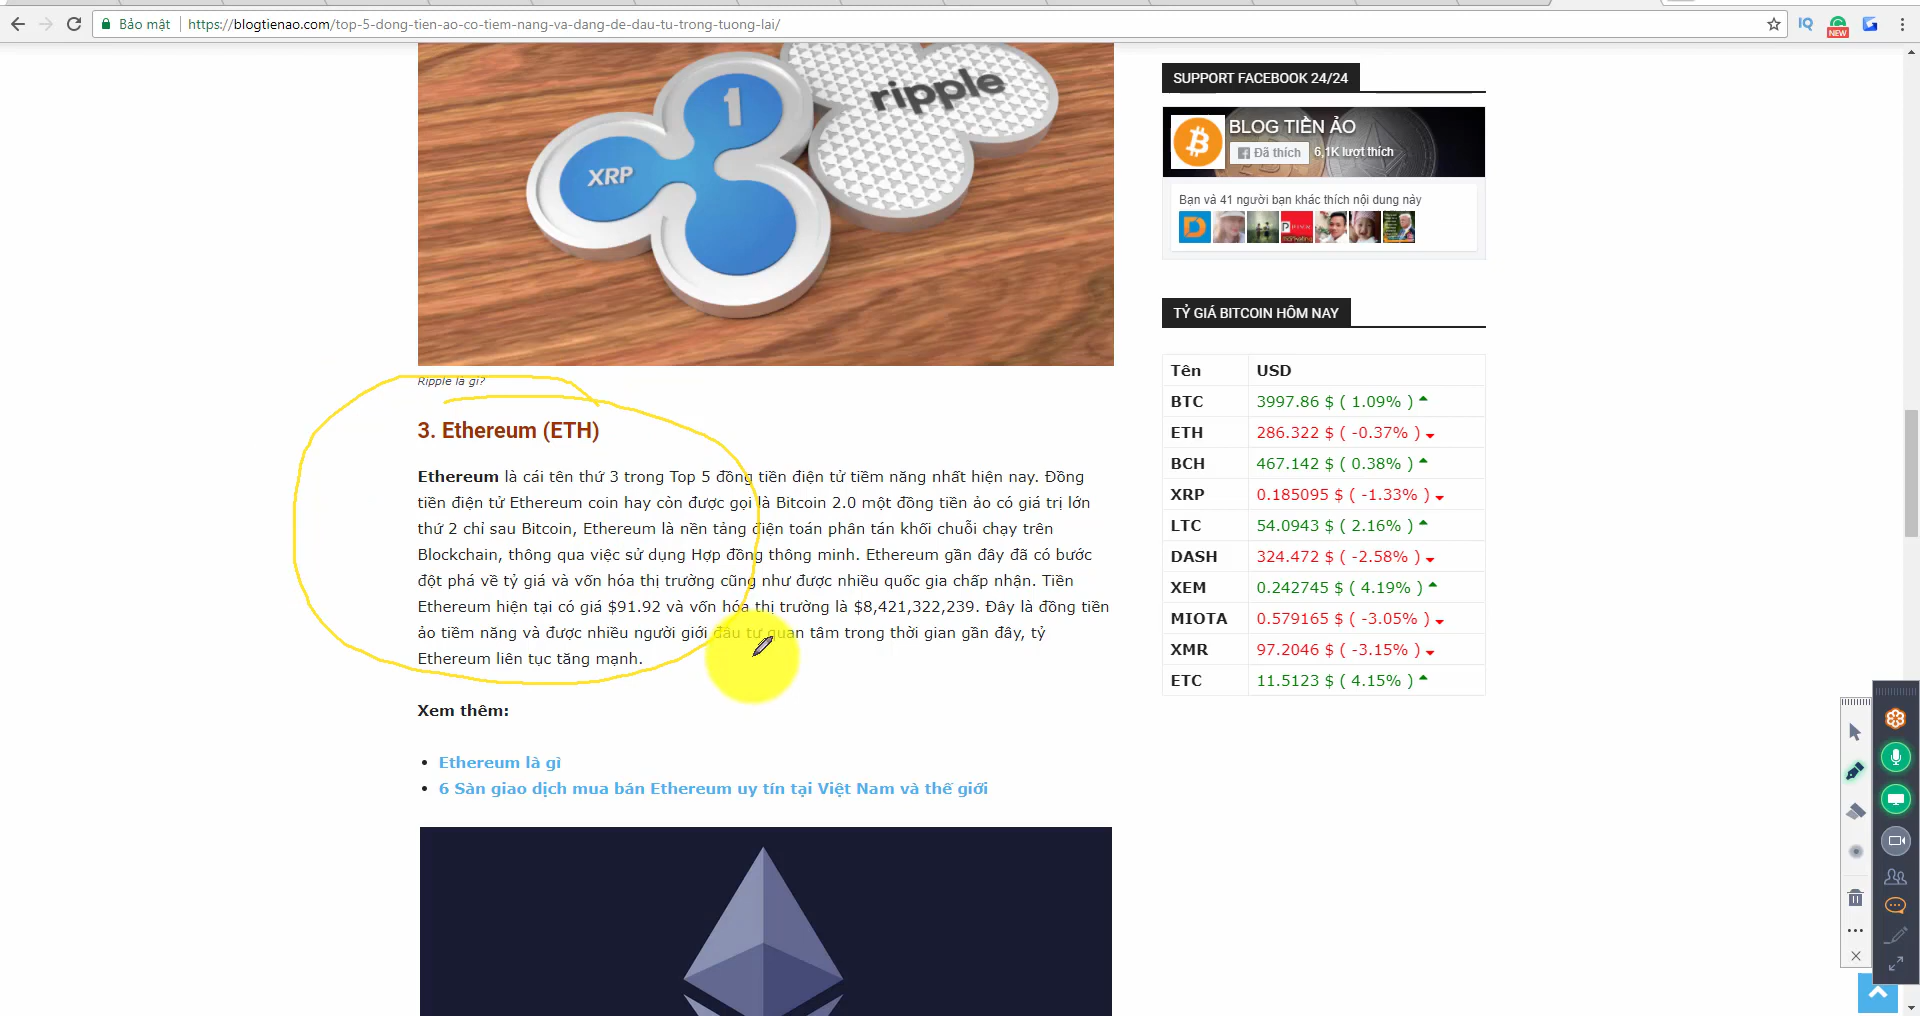 Bảo mật
https://blogtienao.com/top-5-dong-tien-ao-co-tiem-nang-va-dang-de-dau-tu-trong-tuong-lai/
NEW
1
XRP
ripple
Ripple là gì?
3. Ethereum (ETH)
Ethereum là cái tên thứ 3 trong Top 5 đồng tiền điện tử tiềm năng nhất hiện nay. Đồng
tiền điện tử Ethereum coin hay còn được gọi là Bitcoin 2.0 một đồng tiền ảo có giá trị lớn
thứ 2 chỉ sau Bitcoin, Ethereum là nền tảng điện toán phân tán khối chuỗi chạy trên
Blockchain, thông qua việc sử dụng Hợp đồng thông minh. Ethereum gần đây đã có bước
đột phá về tỷ giá và vốn hóa thị trường cũng như được nhiều quốc gia chấp nhận. Tiền
Ethereum hiện tại có giá $91.92 và vốn hóa thị trường là $8,421,322,239. Đây là đồng tiền
ảo tiềm năng và được nhiều người giới đầu tư quan tâm trong thời gian gần đây, tỷ
Ethereum liên tục tăng mạnh.
Xem thêm:
Ethereum là gì
6 Sàn giao dịch mua bán Ethereum uy tín tại Việt Nam và thế giới
SUPPORT FACEBOOK 24/24
BLOG TIỀN ẢO
Đã thích
6,1K lượt thích
Bạn và 41 người bạn khác thích nội dung này
TỶ GIÁ BITCOIN HÔM NAY
Tên USD
BTC 3997.86 $ ( 1.09% )
ETH 286.322 $ ( -0.37% )
BCH 467.142 $ ( 0.38% )
XRP 0.185095 $ ( -1.33% )
LTC 54.0943 $ ( 2.16% )
DASH 324.472 $ ( -2.58% )
XEM 0.242745 $ ( 4.19% )
MIOTA 0.579165 $ ( -3.05% )
XMR 97.2046 $ ( -3.15% )
ETC 11.5123 $ ( 4.15% )